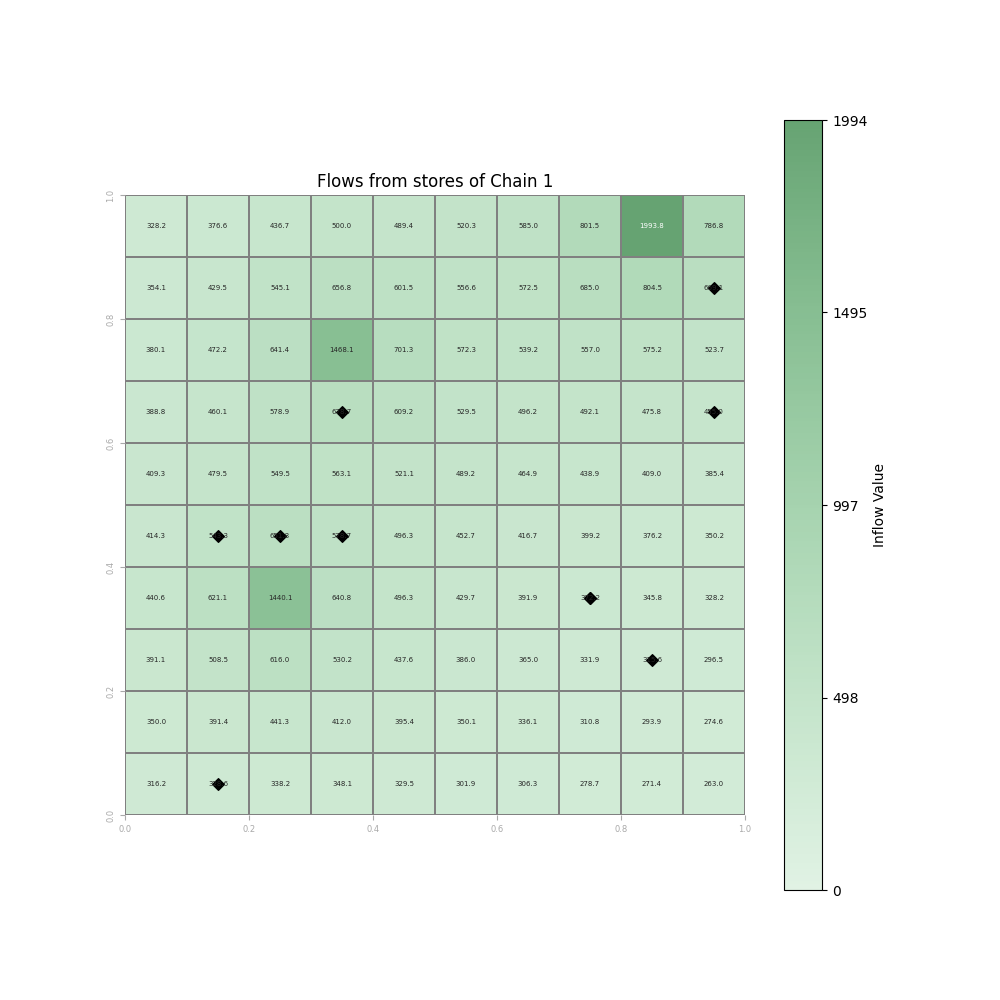 Flows from stores of Chain 1
1.0
328.2 376.6 436.7 500.0 489.4 520.3 585.0 801.5 1993.8 786.8
354.1 429.5 545.1 656.8 601.5 556.6 572.5 685.0 804.5
0.8
380.1 472.2 641.4 1468.1 701.3 572.3 539.2 557.0 575.2 523.7
388.8 460.1 578.9 609.2 529.5 496.2 492.1 475.8
0.6
409.3 479.5 549.5 563.1 521.1 489.2 464.9 438.9 409.0 385.4
414.3 496.3 452.7 416.7 399.2 376.2 350.2
0.4
440.6 621.1 1440.1 640.8 496.3 429.7 391.9 345.8 328.2
391.1 508.5 616.0 530.2 437.6 386.0 365.0 331.9 296.5
0.2
350.0 391.4 441.3 412.0 395.4 350.1 336.1 310.8 293.9 274.6
316.2 338.2 348.1 329.5 301.9 306.3 278.7 271.4 263.0
0.0
0.0 0.2 0.4 0.6 0.8 1.0
1994
1495
997
498
0
Inflow Value